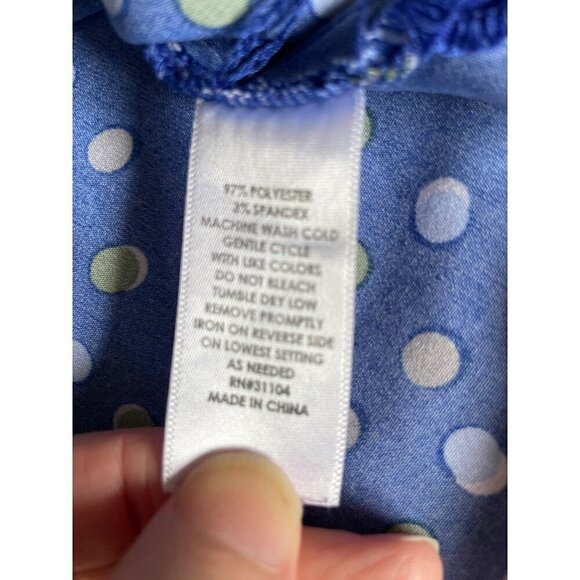 97% POLYESTER
3% SPANDEX
MACHINE WASH COLD
GENTLE CYCLE
WITH LIKE COLORS
DO NOT BLEACH
TUMBLE DRY LOW
REMOVE PROMPTLY
IRON ON REVERSE SIDE
ON LOWEST SETTING
AS NEEDED
RN#31104
MADE IN CHINA